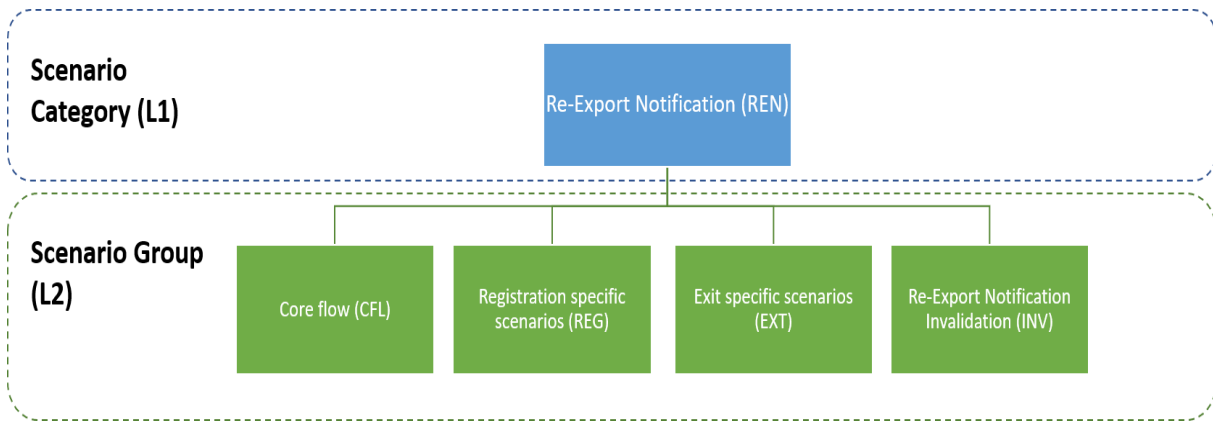 Scenario
Category (L1)
Re-Export Notification (REN)
Scenario Group
(L2)
Core flow (CFL)
Registration specific
scenarios (REG)
Exit specific scenarios
(EXT)
Re-Export Notification
Invalidation (INV)